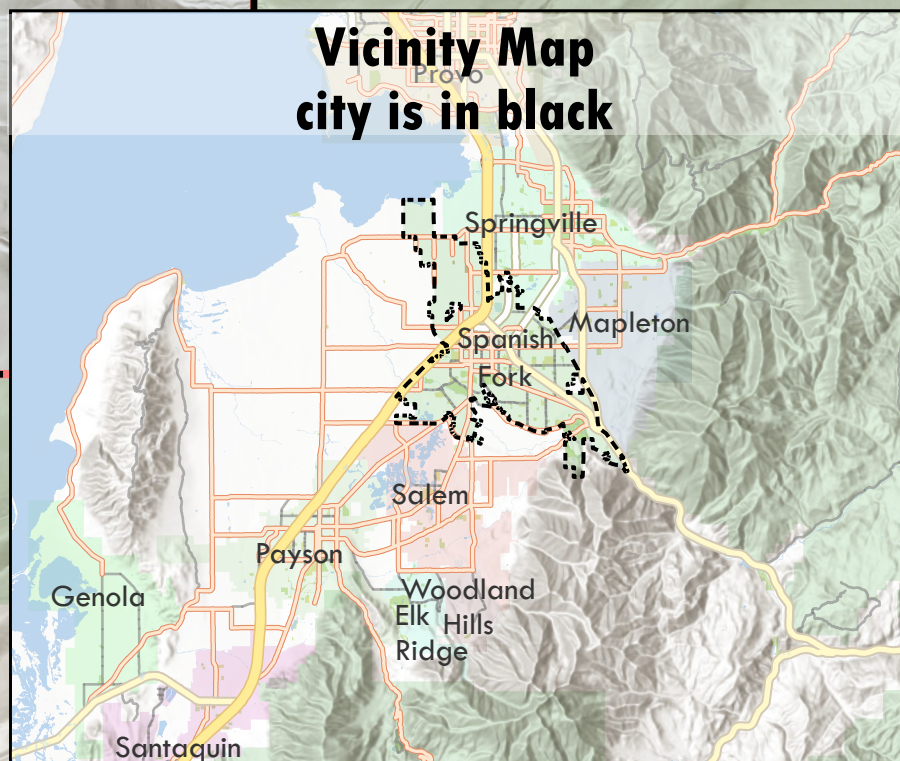 Vicinity Map
Provo
city is in black
Springville
Mapleton
Spanish
Fork
Salem
Payson
Woodland
Genola
Elk
Hills
Ridge
Santaquin